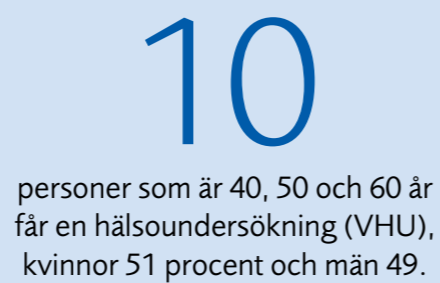 10
personer som är 40, 50 och 60 år
får en hälsoundersökning (VHU),
kvinnor 51 procent och män 49.